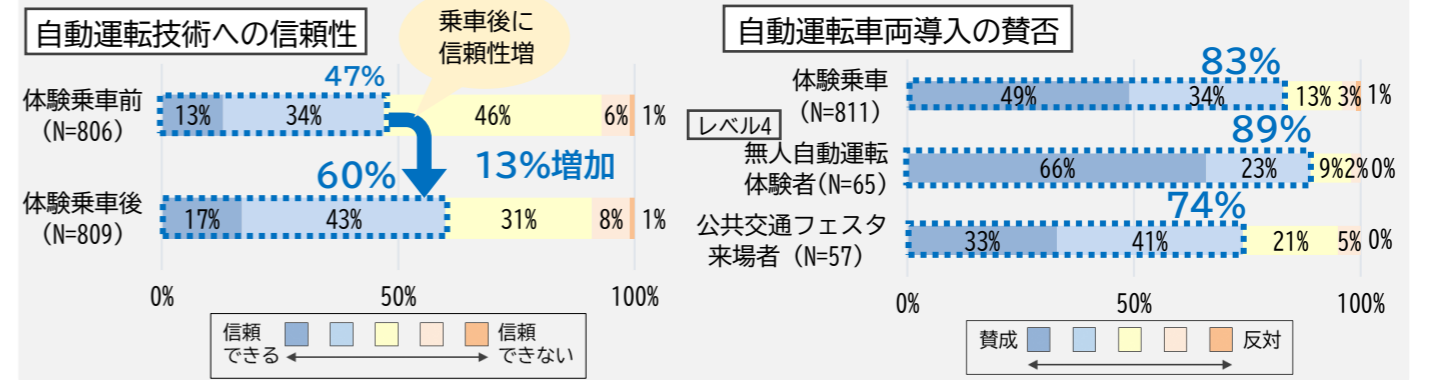 自動運転技術への信頼性
乗車後に
信頼性増
47%
体験乗車前
(N=806)
13% 34% 46% 6% 1%
60%
13%増加
体験乗車後
(N=809)
17% 43% 31% 8% 1%
0% 50% 100%
信頼
できる
信頼
できない
自動運転車両導入の賛否
83%
体験乗車
(N=811)
49% 34% 13% 3% 1%
レベル4
89%
無人自動運転
体験者(N=65)
66% 23% 9% 2% 0%
74%
公共交通フェスタ
来場者 (N=57)
33% 41% 21% 5% 0%
0% 50% 100%
賛成 反対